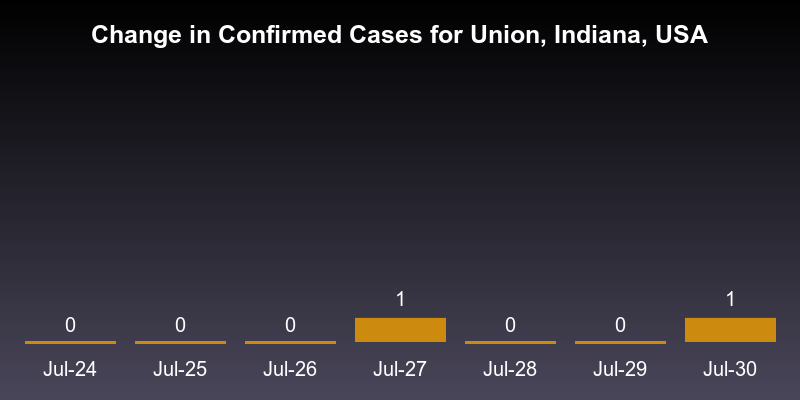 Change in Confirmed Cases for Union, Indiana, USA
0 0 0 1 0 0 1
Jul-24 Jul-25 Jul-26 Jul-27 Jul-28 Jul-29 Jul-30